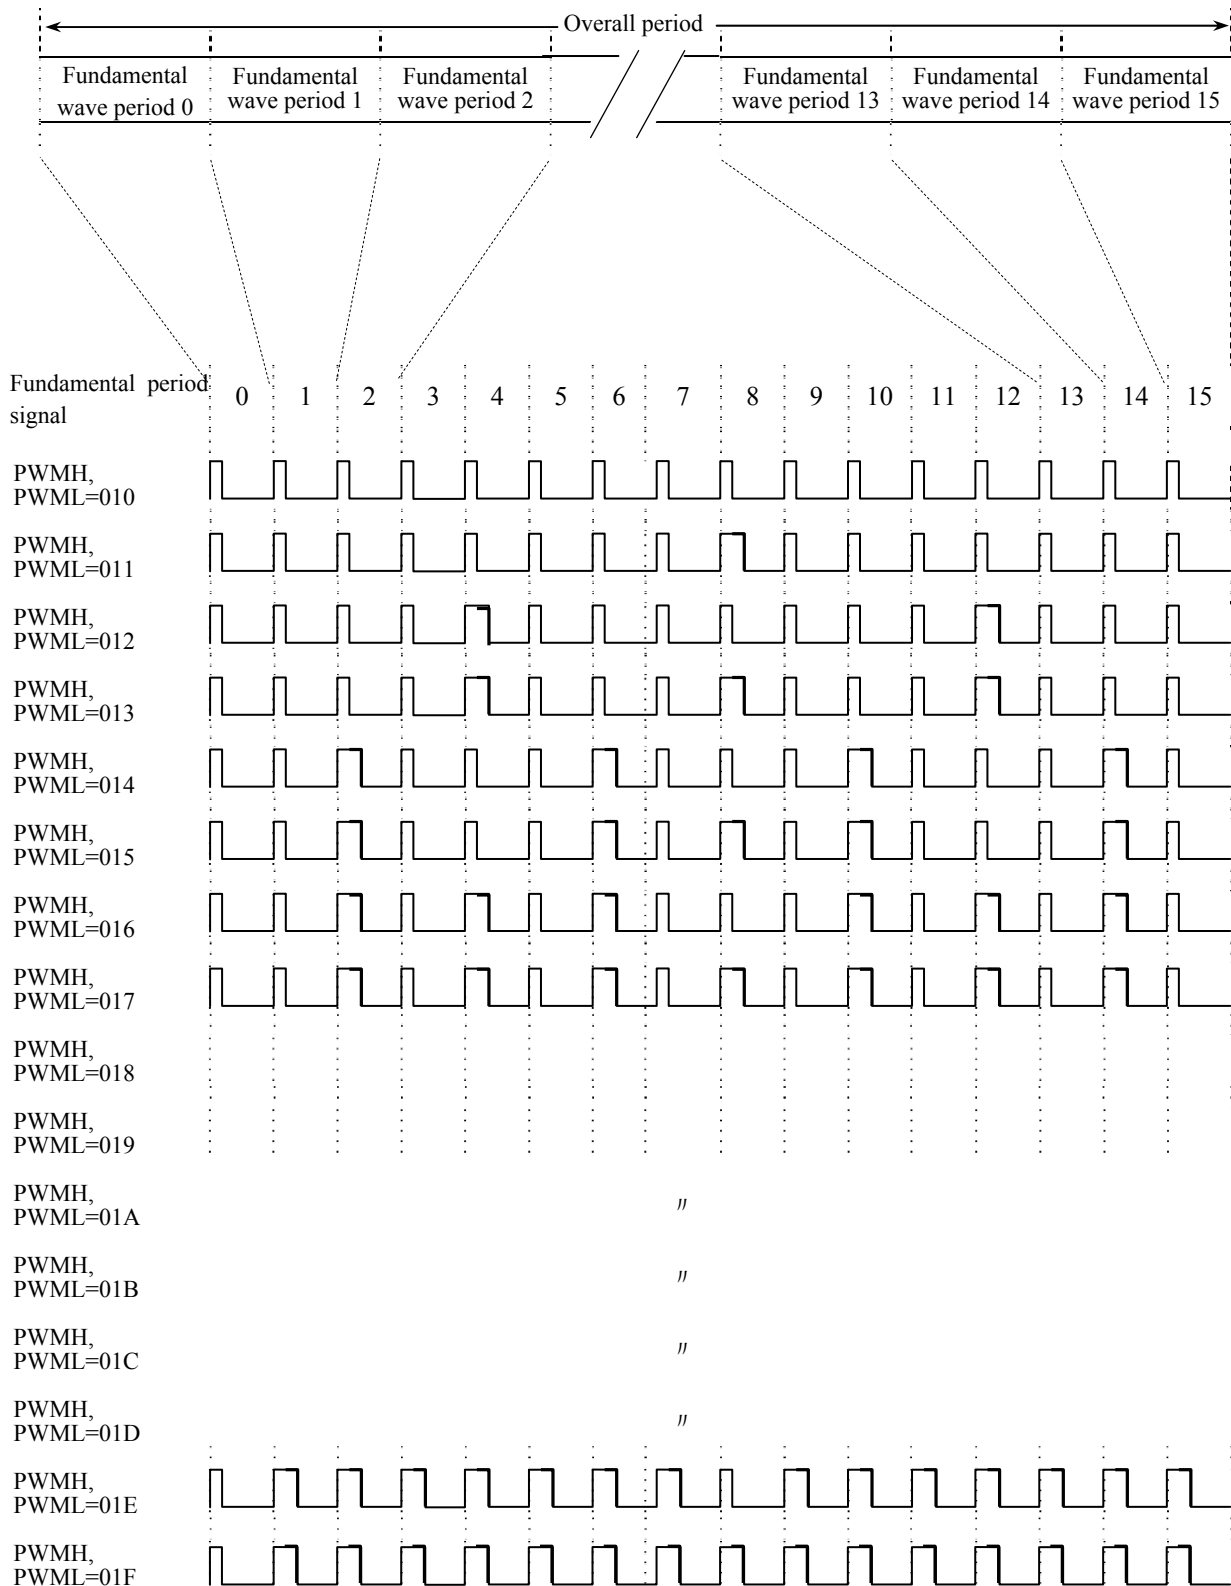 Overall period
Fundamental wave period 0
Fundamental wave period 1
Fundamental wave period 2
Fundamental wave period 13
Fundamental wave period 14
Fundamental wave period 15
Fundamental period signal
0 1 2 3 4 5 6 7 8 9 10 11 12 13 14 15
PWMH,
PWML=010
PWMH,
PWML=011
PWMH,
PWML=012
PWMH,
PWML=013
PWMH,
PWML=014
PWMH,
PWML=015
PWMH,
PWML=016
PWMH,
PWML=017
PWMH,
PWML=018
PWMH,
PWML=019
PWMH,
PWML=01A
〃
PWMH,
PWML=01B
〃
PWMH,
PWML=01C
〃
PWMH,
PWML=01D
〃
PWMH,
PWML=01E
PWMH,
PWML=01F